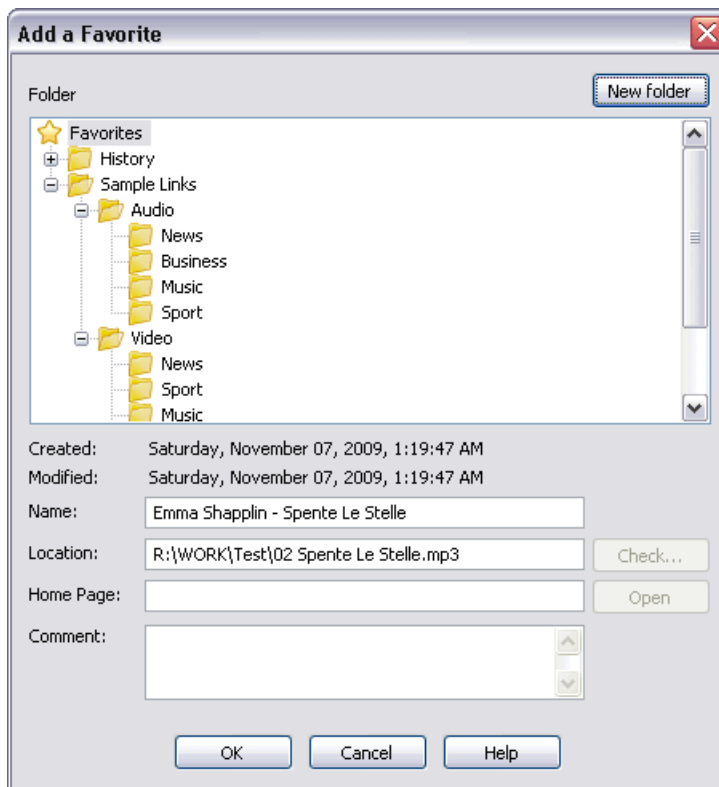 Add a Favorite
Folder
New folder
Favorites
History
Sample Links
Audio
News
Business
Music
Sport
Video
News
Sport
Music
Created: Saturday, November 07, 2009, 1:19:47 AM
Modified: Saturday, November 07, 2009, 1:19:47 AM
Name: Emma Shapplin - Spente Le Stelle
Location: R:\WORK\Test\02 Spente Le Stelle.mp3 Check...
Home Page: Open
Comment:
OK Cancel Help